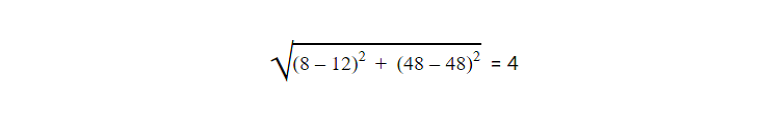 √(8 – 12)² + (48 – 48)² = 4